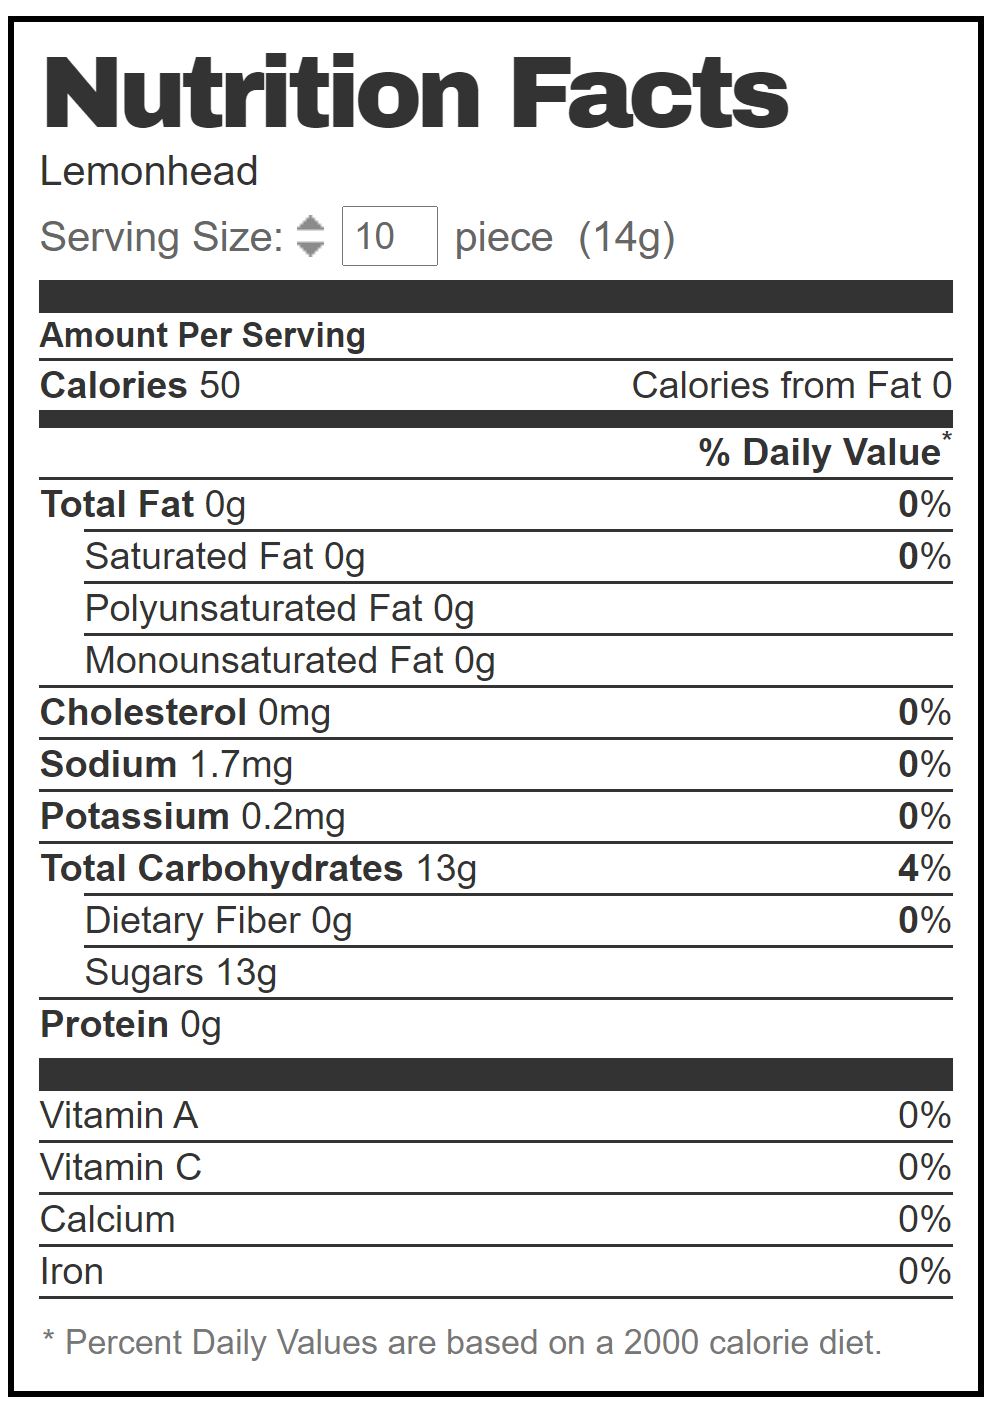 Nutrition Facts
Lemonhead
Serving Size: 10 piece (14g)
Amount Per Serving
Calories 50 Calories from Fat 0
% Daily Value*
Total Fat 0g 0%
Saturated Fat 0g 0%
Polyunsaturated Fat 0g
Monounsaturated Fat 0g
Cholesterol 0mg 0%
Sodium 1.7mg 0%
Potassium 0.2mg 0%
Total Carbohydrates 13g 4%
Dietary Fiber 0g 0%
Sugars 13g
Protein 0g
Vitamin A 0%
Vitamin C 0%
Calcium 0%
Iron 0%
* Percent Daily Values are based on a 2000 calorie diet.